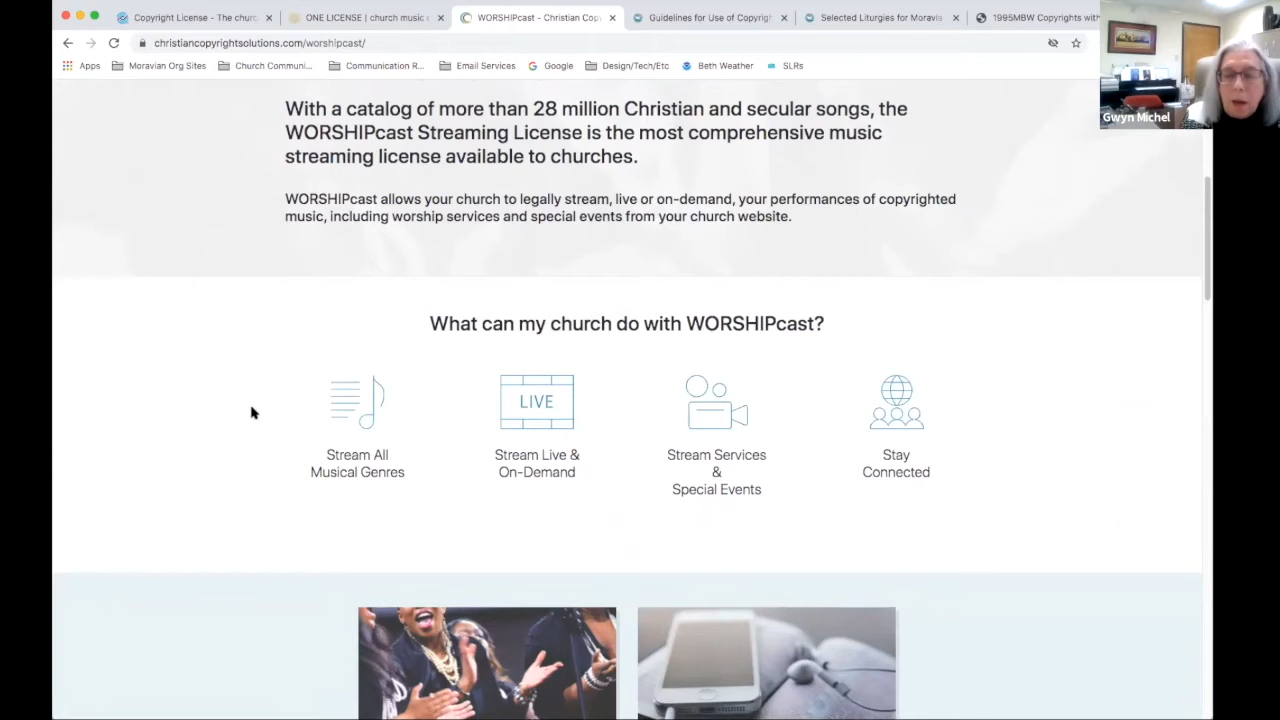 Copyright License - The churc
ONE LICENSE | church music c
WORSHIPcast - Christian Cop
Guidelines for Use of Copyrigh
Selected Liturgies for Moravia
1995MBW Copyrights with
christiancopyrightsolutions.com/worshipcast/
Apps
Moravian Org Sites
Church Communi...
Communication R...
Email Services
Google
Design/Tech/Etc
Beth Weather
SLRs
Gwyn Michel
With a catalog of more than 28 million Christian and secular songs, the
WORSHIPcast Streaming License is the most comprehensive music
streaming license available to churches.
WORSHIPcast allows your church to legally stream, live or on-demand, your performances of copyrighted
music, including worship services and special events from your church website.
What can my church do with WORSHIPcast?
LIVE
Stream All
Musical Genres
Stream Live &
On-Demand
Stream Services
&
Special Events
Stay
Connected